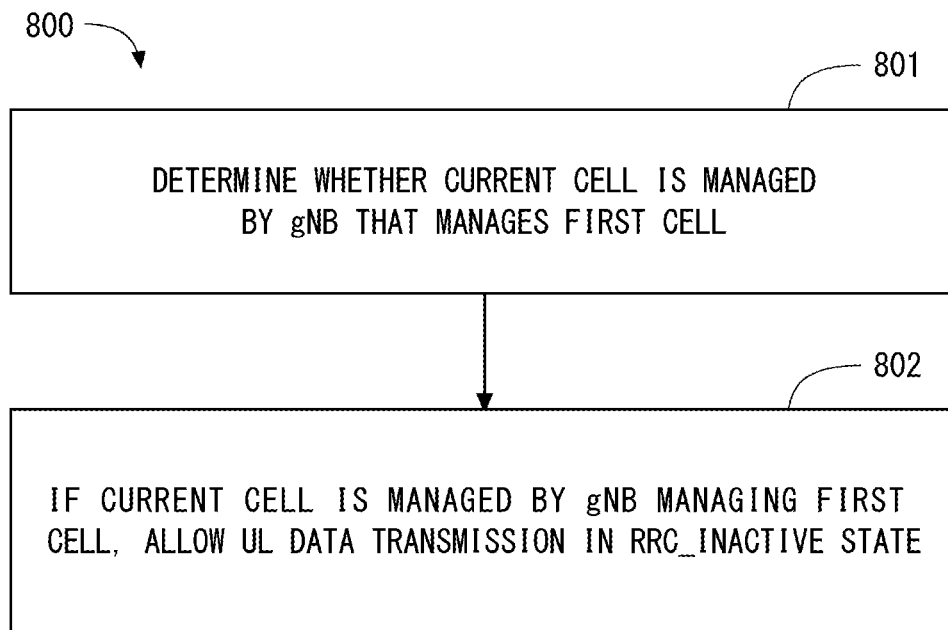 800
801
DETERMINE WHETHER CURRENT CELL IS MANAGED
BY gNB THAT MANAGES FIRST CELL
802
IF CURRENT CELL IS MANAGED BY gNB MANAGING FIRST
CELL, ALLOW UL DATA TRANSMISSION IN RRC_INACTIVE STATE